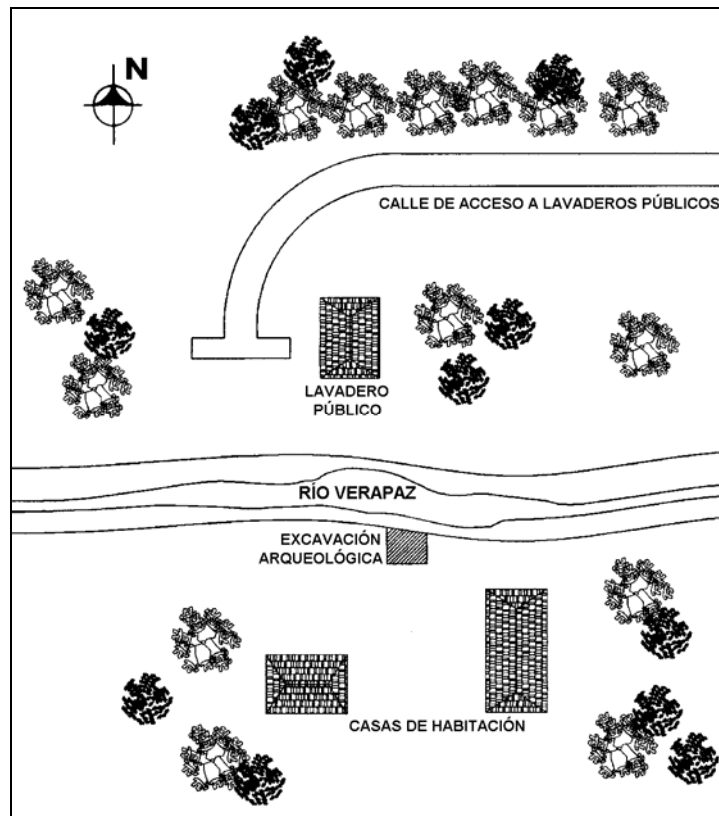 N
CALLE DE ACCESO A LAVADEROS PÚBLICOS
LAVADERO
PÚBLICO
RÍO VERAPAZ
EXCAVACIÓN
ARQUEOLÓGICA
CASAS DE HABITACIÓN